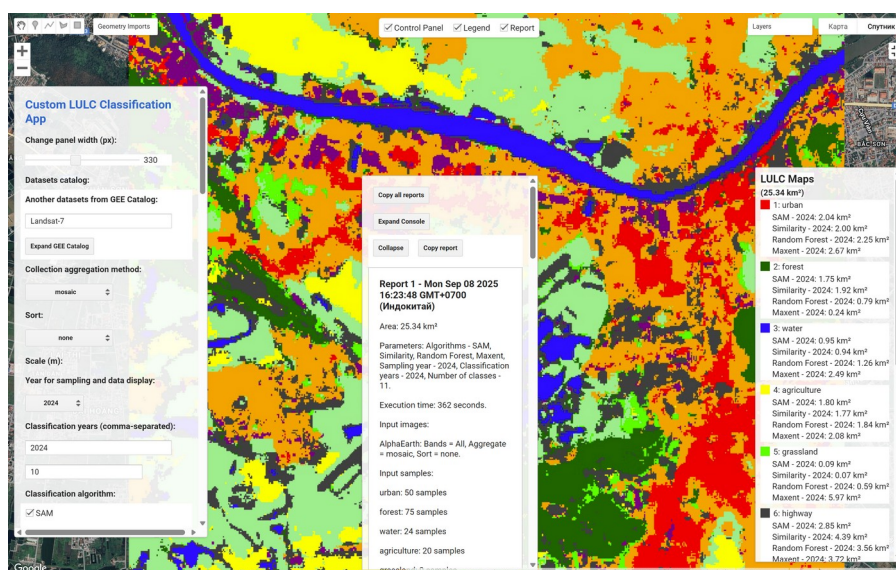 Geometry Imports
Control Panel Legend Report
Layers
Карта Спутник
Custom LULC Classification
App
Change panel width (px):
330
Datasets catalog:
Another datasets from GEE Catalog:
Landsat-7
Expand GEE Catalog
Collection aggregation method:
mosaic
Sort:
none
Scale (m):
Year for sampling and data display:
2024
Classification years (comma-separated):
2024
10
Classification algorithm:
SAM
Copy all reports
Expand Console
Collapse Copy report
Report 1 - Mon Sep 08 2025
16:23:48 GMT+0700
(Индокитай)
Area: 25.34 km²
Parameters: Algorithms - SAM,
Similarity, Random Forest, Maxent,
Sampling year - 2024, Classification
years - 2024, Number of classes -
11.
Execution time: 362 seconds.
Input images:
AlphaEarth: Bands = All, Aggregate
= mosaic, Sort = none.
Input samples:
urban: 50 samples
forest: 75 samples
water: 24 samples
agriculture: 20 samples
BẮC SƠN
LULC Maps
(25.34 km²)
1: urban
SAM - 2024: 2.04 km²
Similarity - 2024: 2.00 km²
Random Forest - 2024: 2.25 km²
Maxent - 2024: 2.67 km²
2: forest
SAM - 2024: 1.75 km²
Similarity - 2024: 1.92 km²
Random Forest - 2024: 0.79 km²
Maxent - 2024: 0.24 km²
3: water
SAM - 2024: 0.95 km²
Similarity - 2024: 0.94 km²
Random Forest - 2024: 1.26 km²
Maxent - 2024: 2.49 km²
4: agriculture
SAM - 2024: 1.80 km²
Similarity - 2024: 1.77 km²
Random Forest - 2024: 1.84 km²
Maxent - 2024: 2.08 km²
5: grassland
SAM - 2024: 0.09 km²
Similarity - 2024: 0.07 km²
Random Forest - 2024: 0.59 km²
Maxent - 2024: 5.97 km²
6: highway
SAM - 2024: 2.85 km²
Similarity - 2024: 4.39 km²
Random Forest - 2024: 3.56 km²
Maxent - 2024: 3.72 km²
Google